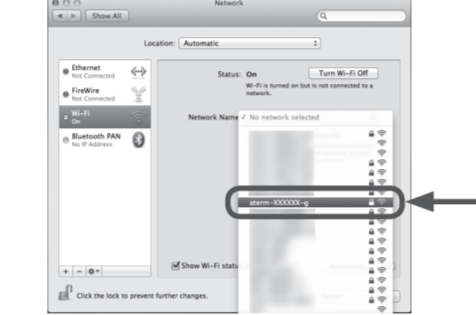 Network
Show All
Location: Automatic
Ethernet
Not Connected
FireWire
Not Connected
Wi-Fi
On
Bluetooth PAN
No IP Address
Status: On
Turn Wi-Fi Off
Wi-Fi is turned on but is not connected to a
network.
Network Name
✓ No network selected
aterm-XXXXXX-g
Show Wi-Fi statu
Click the lock to prevent further changes.